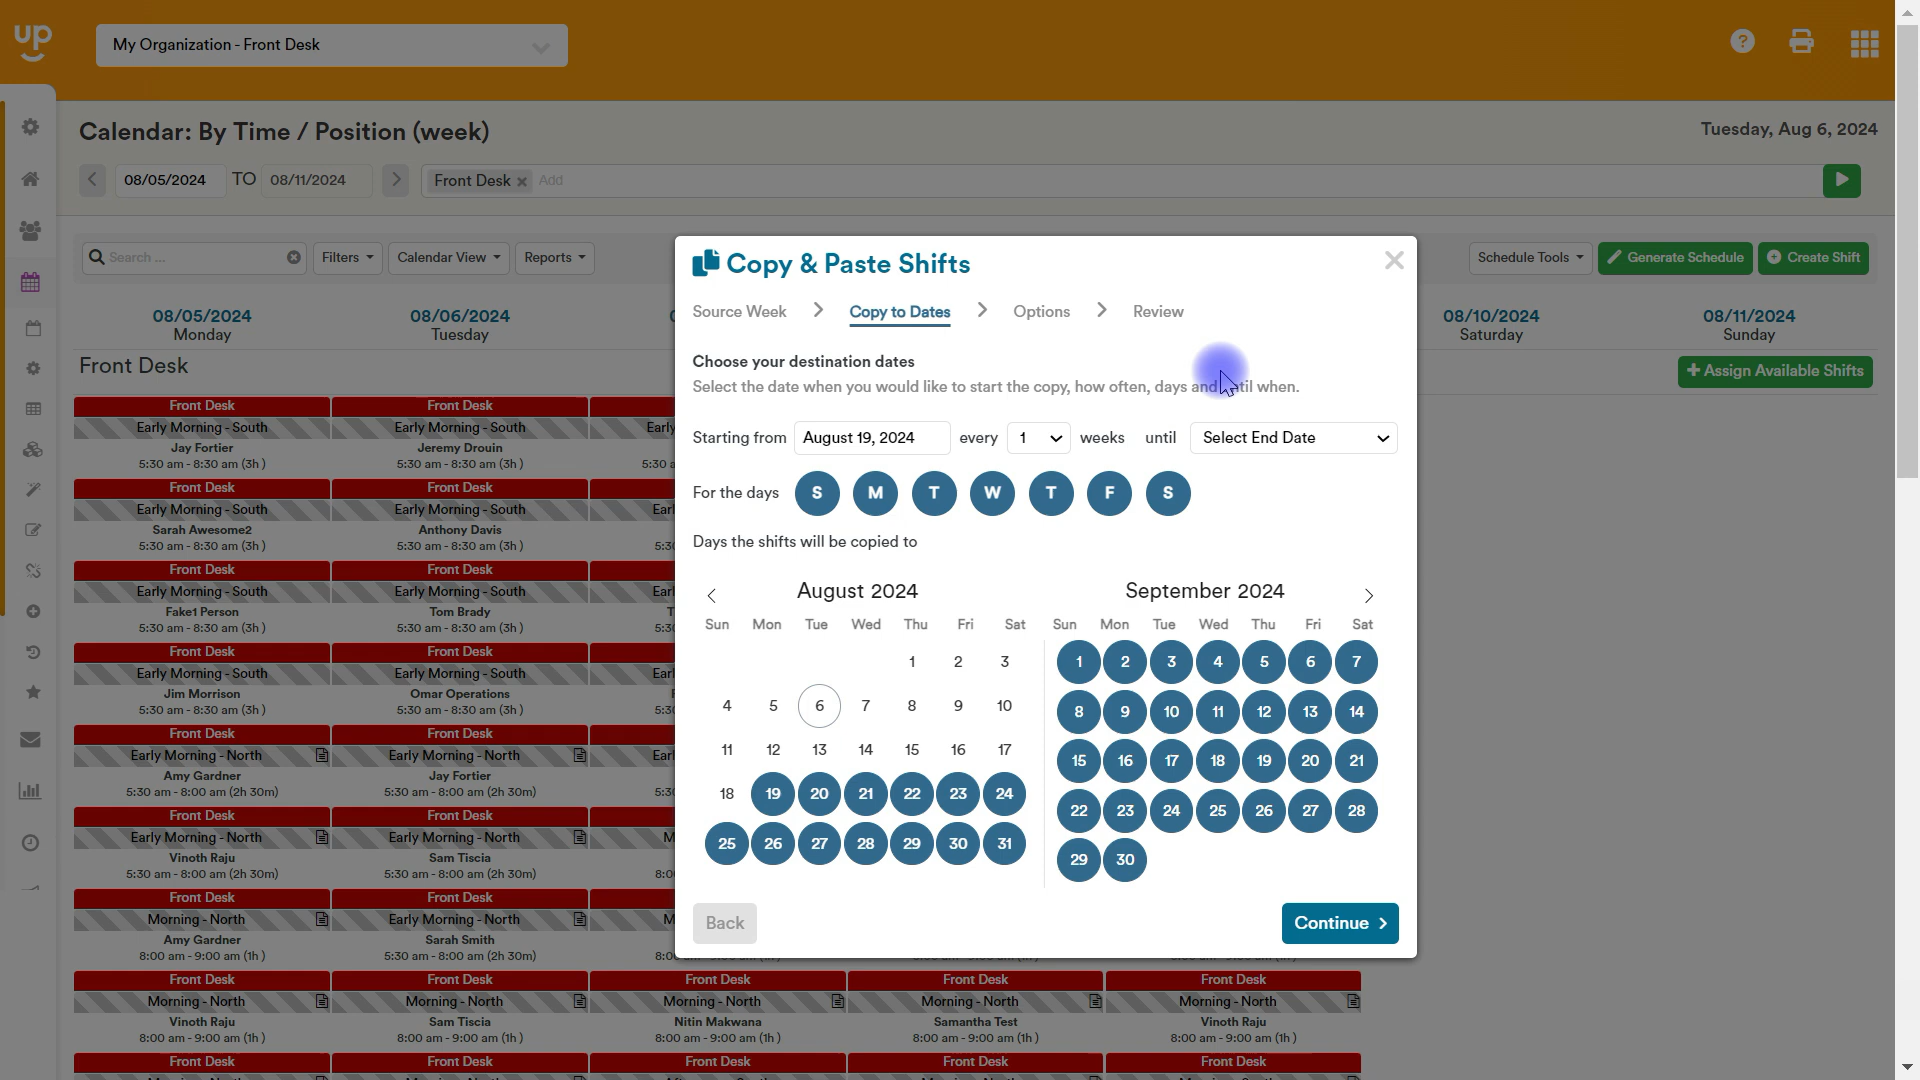 up
My Organization - Front Desk
Calendar: By Time / Position (week)
Tuesday, Aug 6, 2024
08/05/2024 TO 08/11/2024
Front Desk Add
Search ...
Filters
Calendar View
Reports
Schedule Tools
Generate Schedule
Create Shift
08/05/2024 08/06/2024 08/10/2024 08/11/2024
Monday Tuesday Saturday Sunday
Front Desk
Assign Available Shifts
Front Desk Front Desk
Early Morning - South Early Morning - South
Jay Fortier Jeremy Drouin
5:30 am - 8:30 am (3h ) 5:30 am - 8:30 am (3h )
Front Desk Front Desk
Early Morning - South Early Morning - South
Sarah Awesome2 Anthony Davis
5:30 am - 8:30 am (3h ) 5:30 am - 8:30 am (3h )
Front Desk Front Desk
Early Morning - South Early Morning - South
Fake1 Person Tom Brady
5:30 am - 8:30 am (3h ) 5:30 am - 8:30 am (3h )
Front Desk Front Desk
Early Morning - South Early Morning - South
Jim Morrison Omar Operations
5:30 am - 8:30 am (3h ) 5:30 am - 8:30 am (3h )
Front Desk Front Desk
Early Morning - North Early Morning - North
Amy Gardner Jay Fortier
5:30 am - 8:00 am (2h 30m) 5:30 am - 8:00 am (2h 30m)
Front Desk Front Desk
Early Morning - North Early Morning - North
Vinoth Raju Sam Tiscia
5:30 am - 8:00 am (2h 30m) 5:30 am - 8:00 am (2h 30m)
Front Desk Front Desk
Morning - North Early Morning - North
Amy Gardner Sarah Smith
8:00 am - 9:00 am (1h ) 5:30 am - 8:00 am (2h 30m)
Front Desk Front Desk Front Desk Front Desk Front Desk
Morning - North Morning - North Morning - North Morning - North Morning - North
Vinoth Raju Sam Tiscia Nitin Makwana Samantha Test Vinoth Raju
8:00 am - 9:00 am (1h ) 8:00 am - 9:00 am (1h ) 8:00 am - 9:00 am (1h ) 8:00 am - 9:00 am (1h ) 8:00 am - 9:00 am (1h )
Front Desk Front Desk Front Desk Front Desk Front Desk
Copy & Paste Shifts
Source Week > Copy to Dates > Options > Review
Choose your destination dates
Select the date when you would like to start the copy, how often, days and until when.
Starting from August 19, 2024 every 1 weeks until Select End Date
For the days S M T W T F S
Days the shifts will be copied to
August 2024
Sun Mon Tue Wed Thu Fri Sat
1 2 3
4 5 6 7 8 9 10
11 12 13 14 15 16 17
18 19 20 21 22 23 24
25 26 27 28 29 30 31
September 2024
Sun Mon Tue Wed Thu Fri Sat
1 2 3 4 5 6 7
8 9 10 11 12 13 14
15 16 17 18 19 20 21
22 23 24 25 26 27 28
29 30
Back
Continue